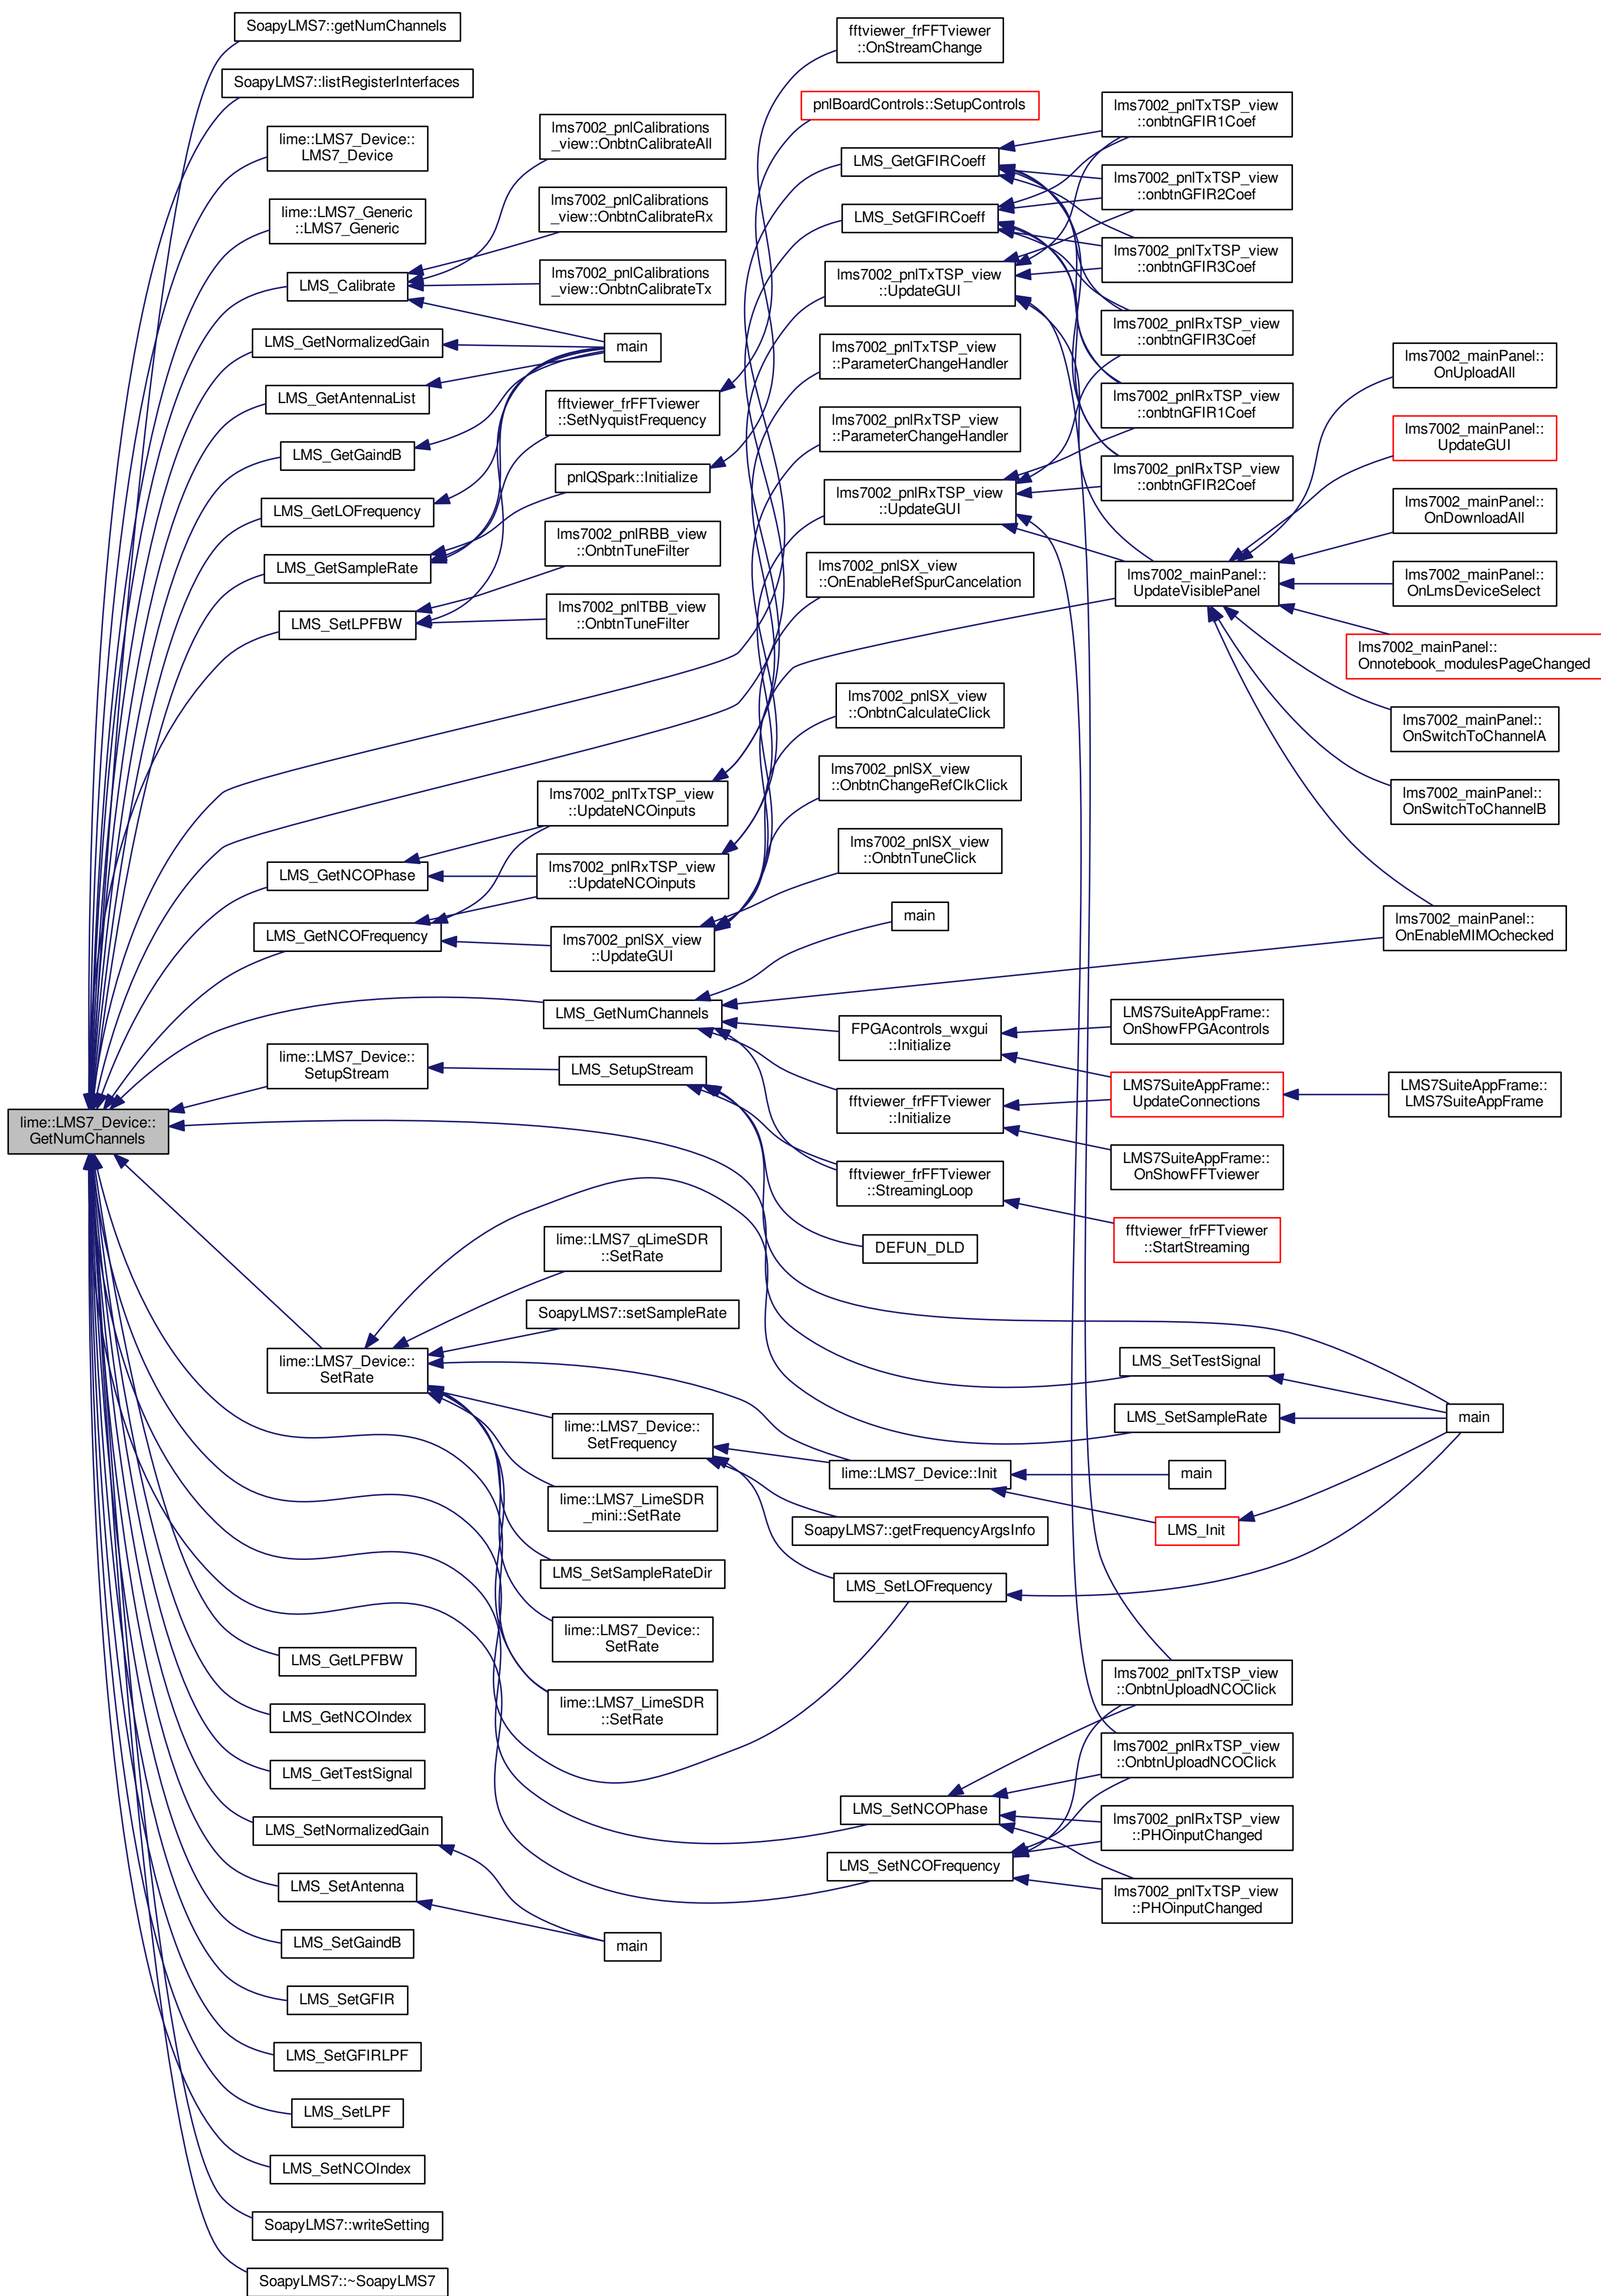 SoapyLMS7::getNumChannels
SoapyLMS7::listRegisterInterfaces
lime::LMS7_Device::
LMS7_Device
lime::LMS7_Generic
::LMS7_Generic
LMS_Calibrate
LMS_GetNormalizedGain
LMS_GetAntennaList
LMS_GetGaindB
LMS_GetLOFrequency
LMS_GetSampleRate
LMS_SetLPFBW
LMS_GetNCOPhase
LMS_GetNCOFrequency
lime::LMS7_Device::
SetupStream
lime::LMS7_Device::
GetNumChannels
lime::LMS7_Device::
SetRate
LMS_GetLPFBW
LMS_GetNCOIndex
LMS_GetTestSignal
LMS_SetNormalizedGain
LMS_SetAntenna
LMS_SetGaindB
LMS_SetGFIR
LMS_SetGFIRLPF
LMS_SetLPF
LMS_SetNCOIndex
SoapyLMS7::writeSetting
SoapyLMS7::~SoapyLMS7
lms7002_pnlCalibrations
_view::OnbtnCalibrateAll
lms7002_pnlCalibrations
_view::OnbtnCalibrateRx
lms7002_pnlCalibrations
_view::OnbtnCalibrateTx
main
fftviewer_frFFTviewer
::SetNyquistFrequency
pnlQSpark::Initialize
lms7002_pnlRBB_view
::OnbtnTuneFilter
lms7002_pnlTBB_view
::OnbtnTuneFilter
lms7002_pnlTxTSP_view
::UpdateNCOinputs
lms7002_pnlRxTSP_view
::UpdateNCOinputs
lms7002_pnlSX_view
::UpdateGUI
LMS_GetNumChannels
LMS_SetupStream
lime::LMS7_qLimeSDR
::SetRate
SoapyLMS7::setSampleRate
lime::LMS7_Device::
SetFrequency
lime::LMS7_LimeSDR
_mini::SetRate
LMS_SetSampleRateDir
lime::LMS7_Device::
SetRate
lime::LMS7_LimeSDR
::SetRate
main
fftviewer_frFFTviewer
::OnStreamChange
pnlBoardControls::SetupControls
LMS_GetGFIRCoeff
LMS_SetGFIRCoeff
lms7002_pnlTxTSP_view
::UpdateGUI
lms7002_pnlTxTSP_view
::ParameterChangeHandler
lms7002_pnlRxTSP_view
::ParameterChangeHandler
lms7002_pnlRxTSP_view
::UpdateGUI
lms7002_pnlSX_view
::OnEnableRefSpurCancelation
lms7002_pnlSX_view
::OnbtnCalculateClick
lms7002_pnlSX_view
::OnbtnChangeRefClkClick
lms7002_pnlSX_view
::OnbtnTuneClick
main
FPGAcontrols_wxgui
::Initialize
fftviewer_frFFTviewer
::Initialize
fftviewer_frFFTviewer
::StreamingLoop
DEFUN_DLD
lime::LMS7_Device::Init
SoapyLMS7::getFrequencyArgsInfo
LMS_SetLOFrequency
LMS_SetNCOPhase
LMS_SetNCOFrequency
lms7002_pnlTxTSP_view
::onbtnGFIR1Coef
lms7002_pnlTxTSP_view
::onbtnGFIR2Coef
lms7002_pnlTxTSP_view
::onbtnGFIR3Coef
lms7002_pnlRxTSP_view
::onbtnGFIR3Coef
lms7002_pnlRxTSP_view
::onbtnGFIR1Coef
lms7002_pnlRxTSP_view
::onbtnGFIR2Coef
lms7002_mainPanel::
UpdateVisiblePanel
LMS7SuiteAppFrame::
OnShowFPGAcontrols
LMS7SuiteAppFrame::
UpdateConnections
LMS7SuiteAppFrame::
OnShowFFTviewer
fftviewer_frFFTviewer
::StartStreaming
LMS_SetTestSignal
LMS_SetSampleRate
main
LMS_Init
lms7002_pnlTxTSP_view
::OnbtnUploadNCOClick
lms7002_pnlRxTSP_view
::OnbtnUploadNCOClick
lms7002_pnlRxTSP_view
::PHOinputChanged
lms7002_pnlTxTSP_view
::PHOinputChanged
lms7002_mainPanel::
OnUploadAll
lms7002_mainPanel::
UpdateGUI
lms7002_mainPanel::
OnDownloadAll
lms7002_mainPanel::
OnLmsDeviceSelect
lms7002_mainPanel::
Onnotebook_modulesPageChanged
lms7002_mainPanel::
OnSwitchToChannelA
lms7002_mainPanel::
OnSwitchToChannelB
lms7002_mainPanel::
OnEnableMIMOchecked
LMS7SuiteAppFrame::
LMS7SuiteAppFrame
main